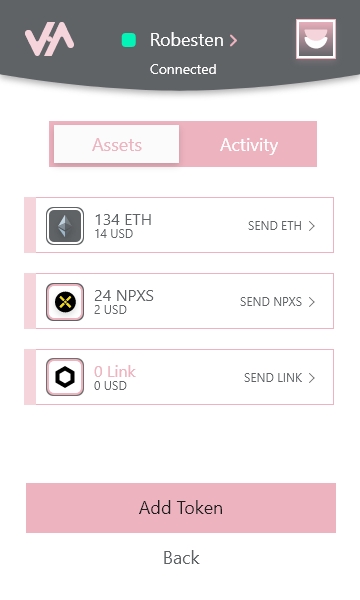 Robesten
Connected
Assets
Activity
134 ETH
14 USD
SEND ETH
24 NPXS
2 USD
SEND NPXS
0 Link
0 USD
SEND LINK
Add Token
Back